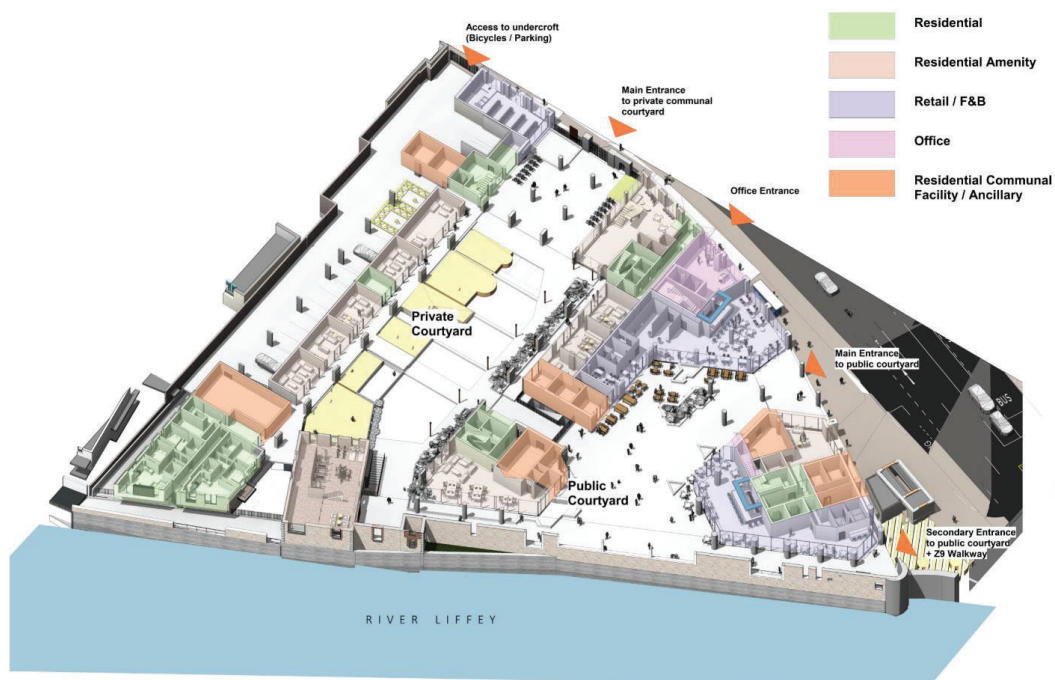 Access to undercroft
(Bicycles / Parking)
Main Entrance
to private communal
courtyard
Office Entrance
Main Entrance
to public courtyard
Secondary Entrance
to public courtyard
+ Z9 Walkway
Residential
Residential Amenity
Retail / F&B
Office
Residential Communal
Facility / Ancillary
Private
Courtyard
Public
Courtyard
BUS
RIVER LIFFEY